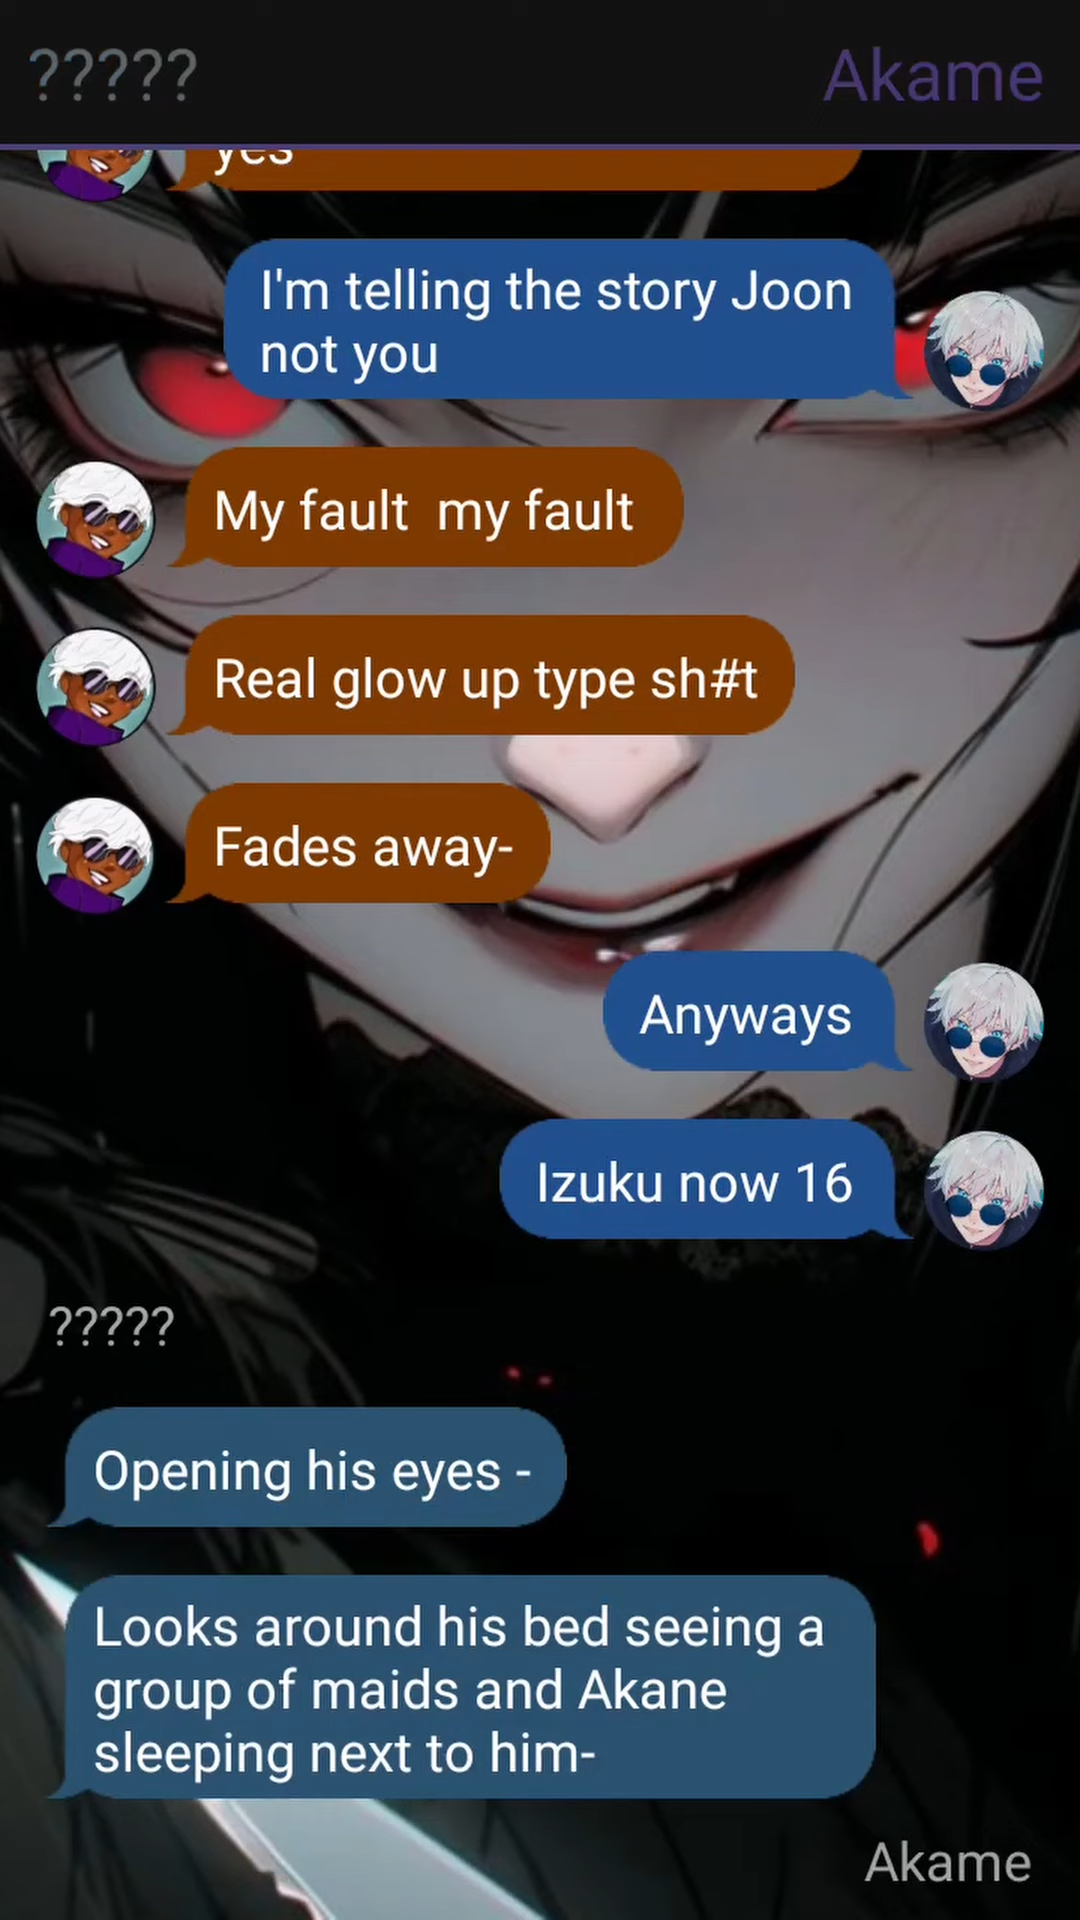 ????? Akame
yes
I'm telling the story Joon
not you
My fault  my fault
Real glow up type sh#t
Fades away-
Anyways
Izuku now 16
?????
Opening his eyes -
Looks around his bed seeing a
group of maids and Akane
sleeping next to him-
Akame